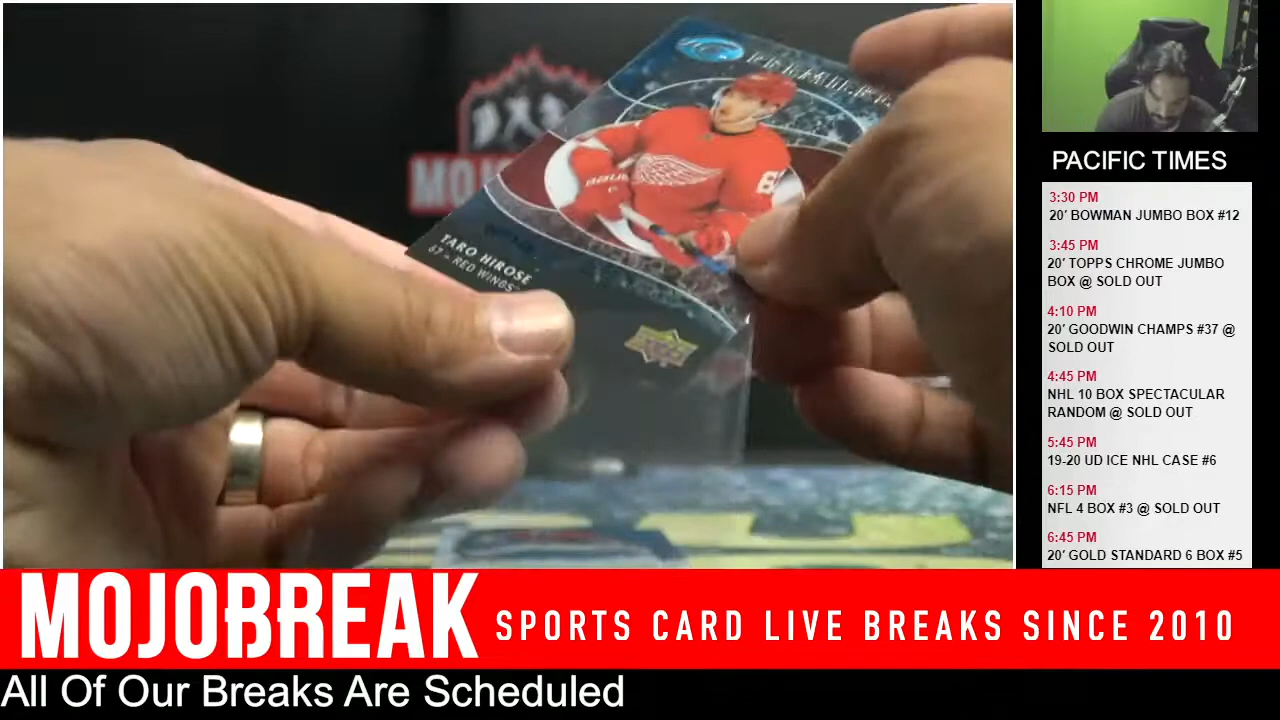 TARO HIROSE
67 - RED WINGS
PACIFIC TIMES
3:30 PM
20' BOWMAN JUMBO BOX #12
3:45 PM
20' TOPPS CHROME JUMBO
BOX @ SOLD OUT
4:10 PM
20' GOODWIN CHAMPS #37 @
SOLD OUT
4:45 PM
NHL 10 BOX SPECTACULAR
RANDOM @ SOLD OUT
5:45 PM
19-20 UD ICE NHL CASE #6
6:15 PM
NFL 4 BOX #3 @ SOLD OUT
6:45 PM
20' GOLD STANDARD 6 BOX #5
MOJOBREAK
SPORTS CARD LIVE BREAKS SINCE 2010
All Of Our Breaks Are Scheduled